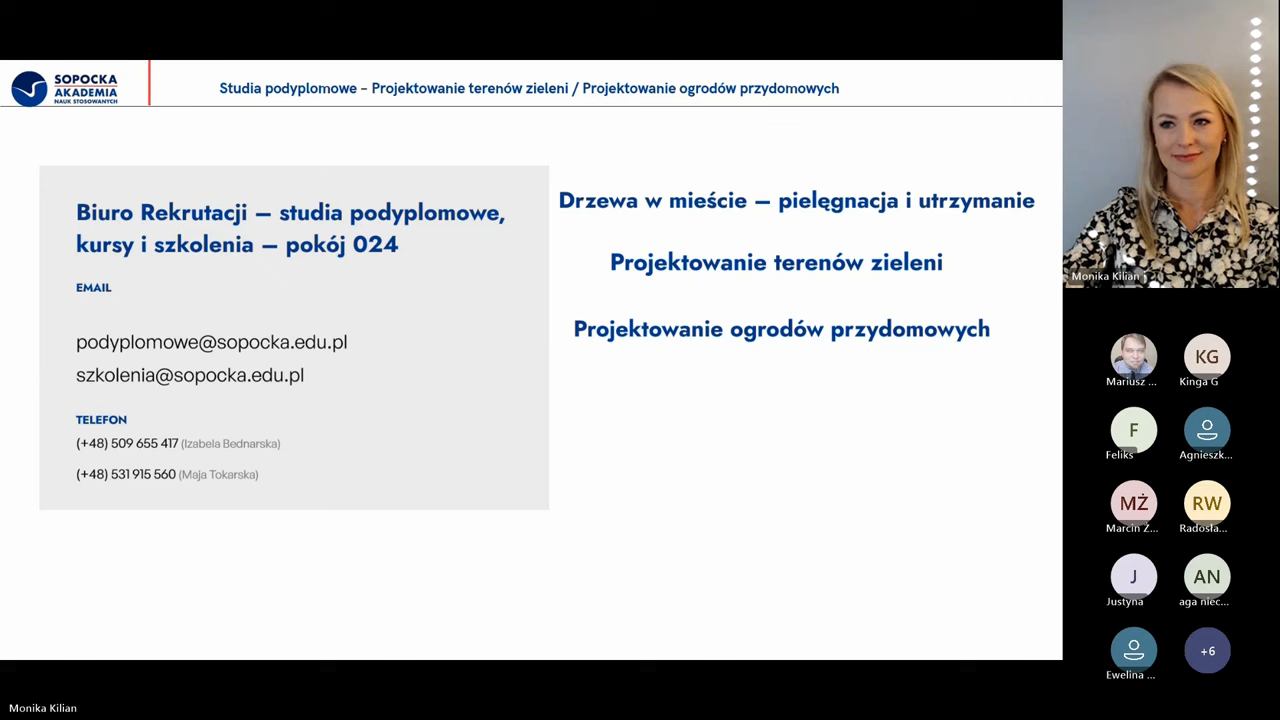 SOPOCKA
AKADEMIA
NAUK STOSOWANYCH
Studia podyplomowe – Projektowanie terenów zieleni / Projektowanie ogrodów przydomowych
Biuro Rekrutacji – studia podyplomowe,
kursy i szkolenia – pokój 024
EMAIL
podyplomowe@sopocka.edu.pl
szkolenia@sopocka.edu.pl
TELEFON
(+48) 509 655 417 (Izabela Bednarska)
(+48) 531 915 560 (Maja Tokarska)
Drzewa w mieście – pielęgnacja i utrzymanie
Projektowanie terenów zieleni
Projektowanie ogrodów przydomowych
Monika Kilian
Mariusz ...
KG
Kinga G
F
Feliks
Agnieszk...
MŻ
Marcin Ż...
RW
Radosła...
J
Justyna
AN
aga niec...
Ewelina ...
+6
Monika Kilian